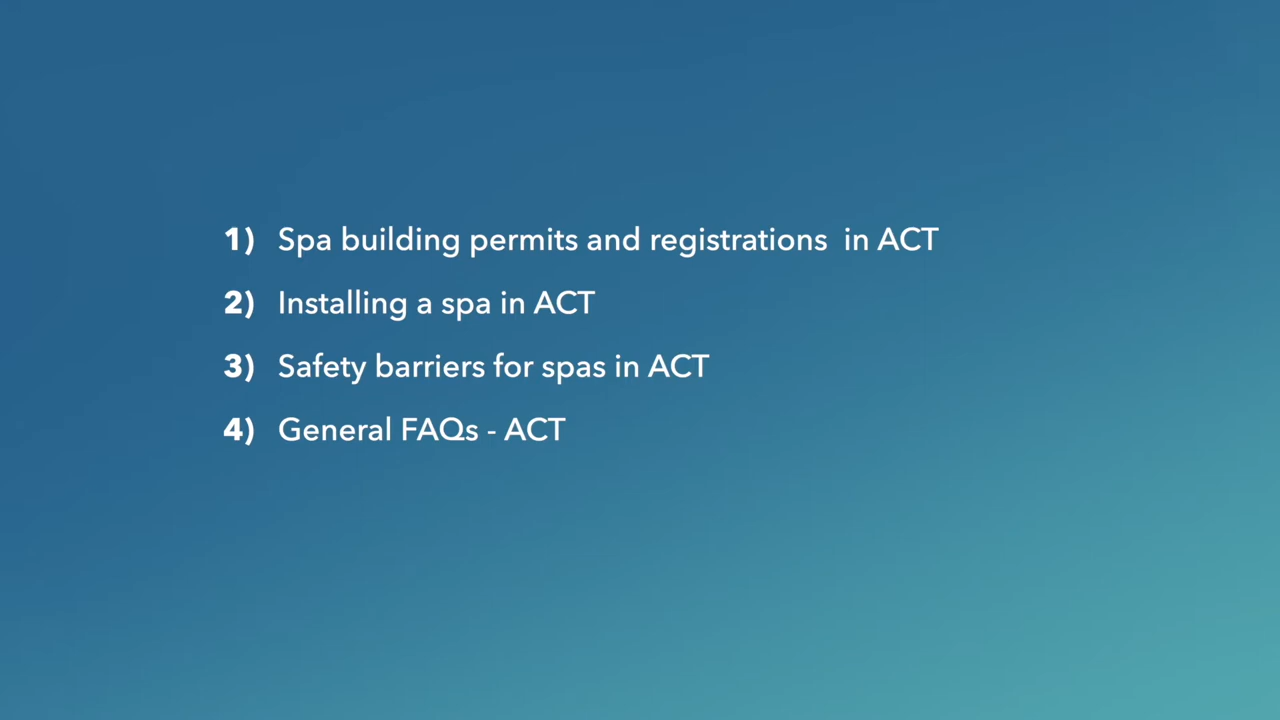 1) Spa building permits and registrations  in ACT
2) Installing a spa in ACT
3) Safety barriers for spas in ACT
4) General FAQs - ACT